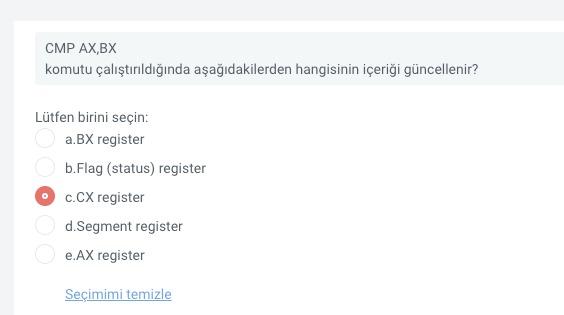 CMP AX,BX
komutu çalıştırıldığında aşağıdakilerden hangisinin içeriği güncellenir?
Lütfen birini seçin:
a.BX register
b.Flag (status) register
c.CX register
d.Segment register
e.AX register
Seçimimi temizle